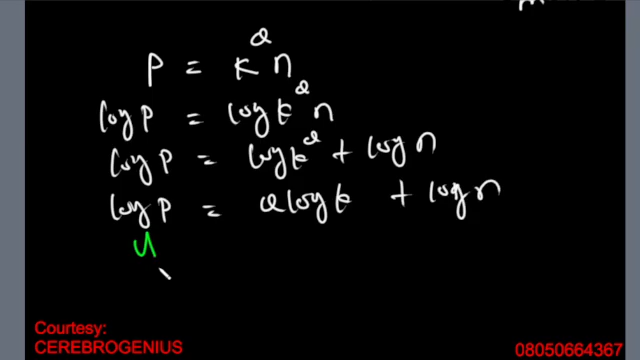 P = k^a n
log P = log k^a n
log P = log k^a + log n
log P = a log k + log n
y
Courtesy:
CEREBROGENIUS
08050664367